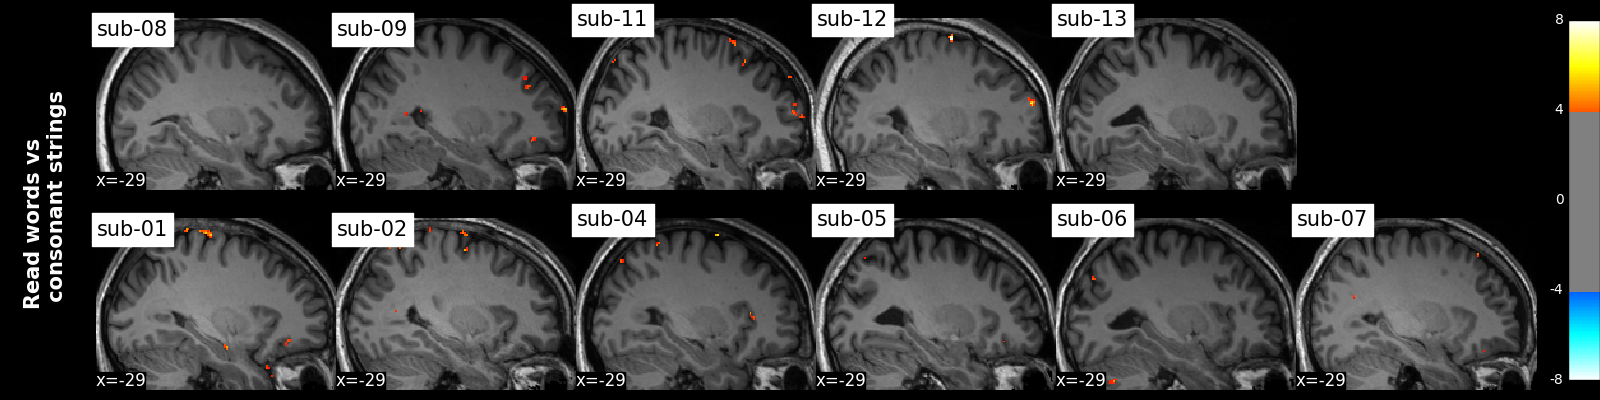 Read words vs
consonant strings
sub-08
sub-09
sub-11
sub-12
sub-13
x=-29
x=-29
x=-29
x=-29
x=-29
sub-01
sub-02
sub-04
sub-05
sub-06
sub-07
x=-29
x=-29
x=-29
x=-29
x=-29
x=-29
8
4
0
-4
-8